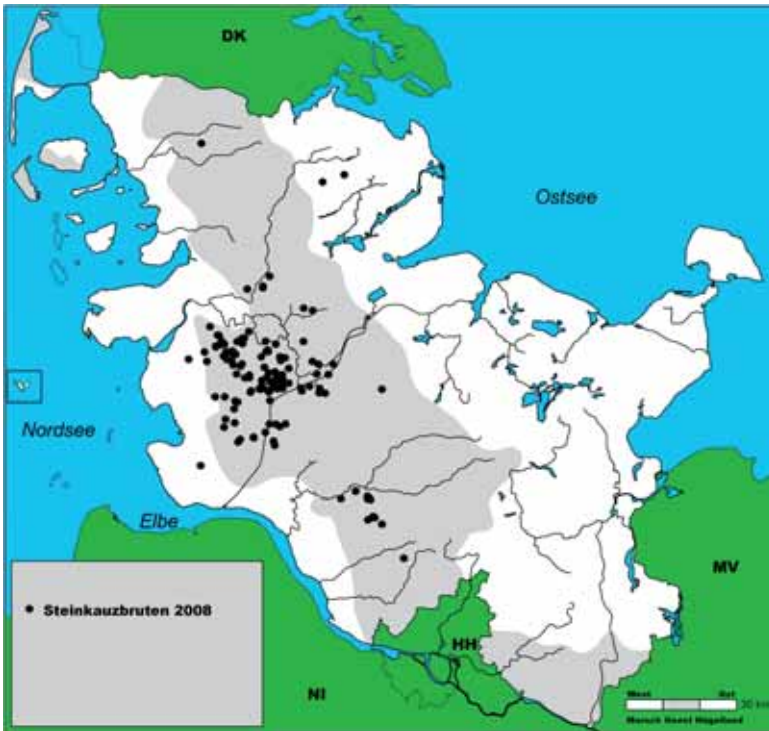 DK
Ostsee
Nordsee
Elbe
MV
Steinkauzbruten 2008
HH
NI
West Ost
30 km
Marsch Geest Hügelland